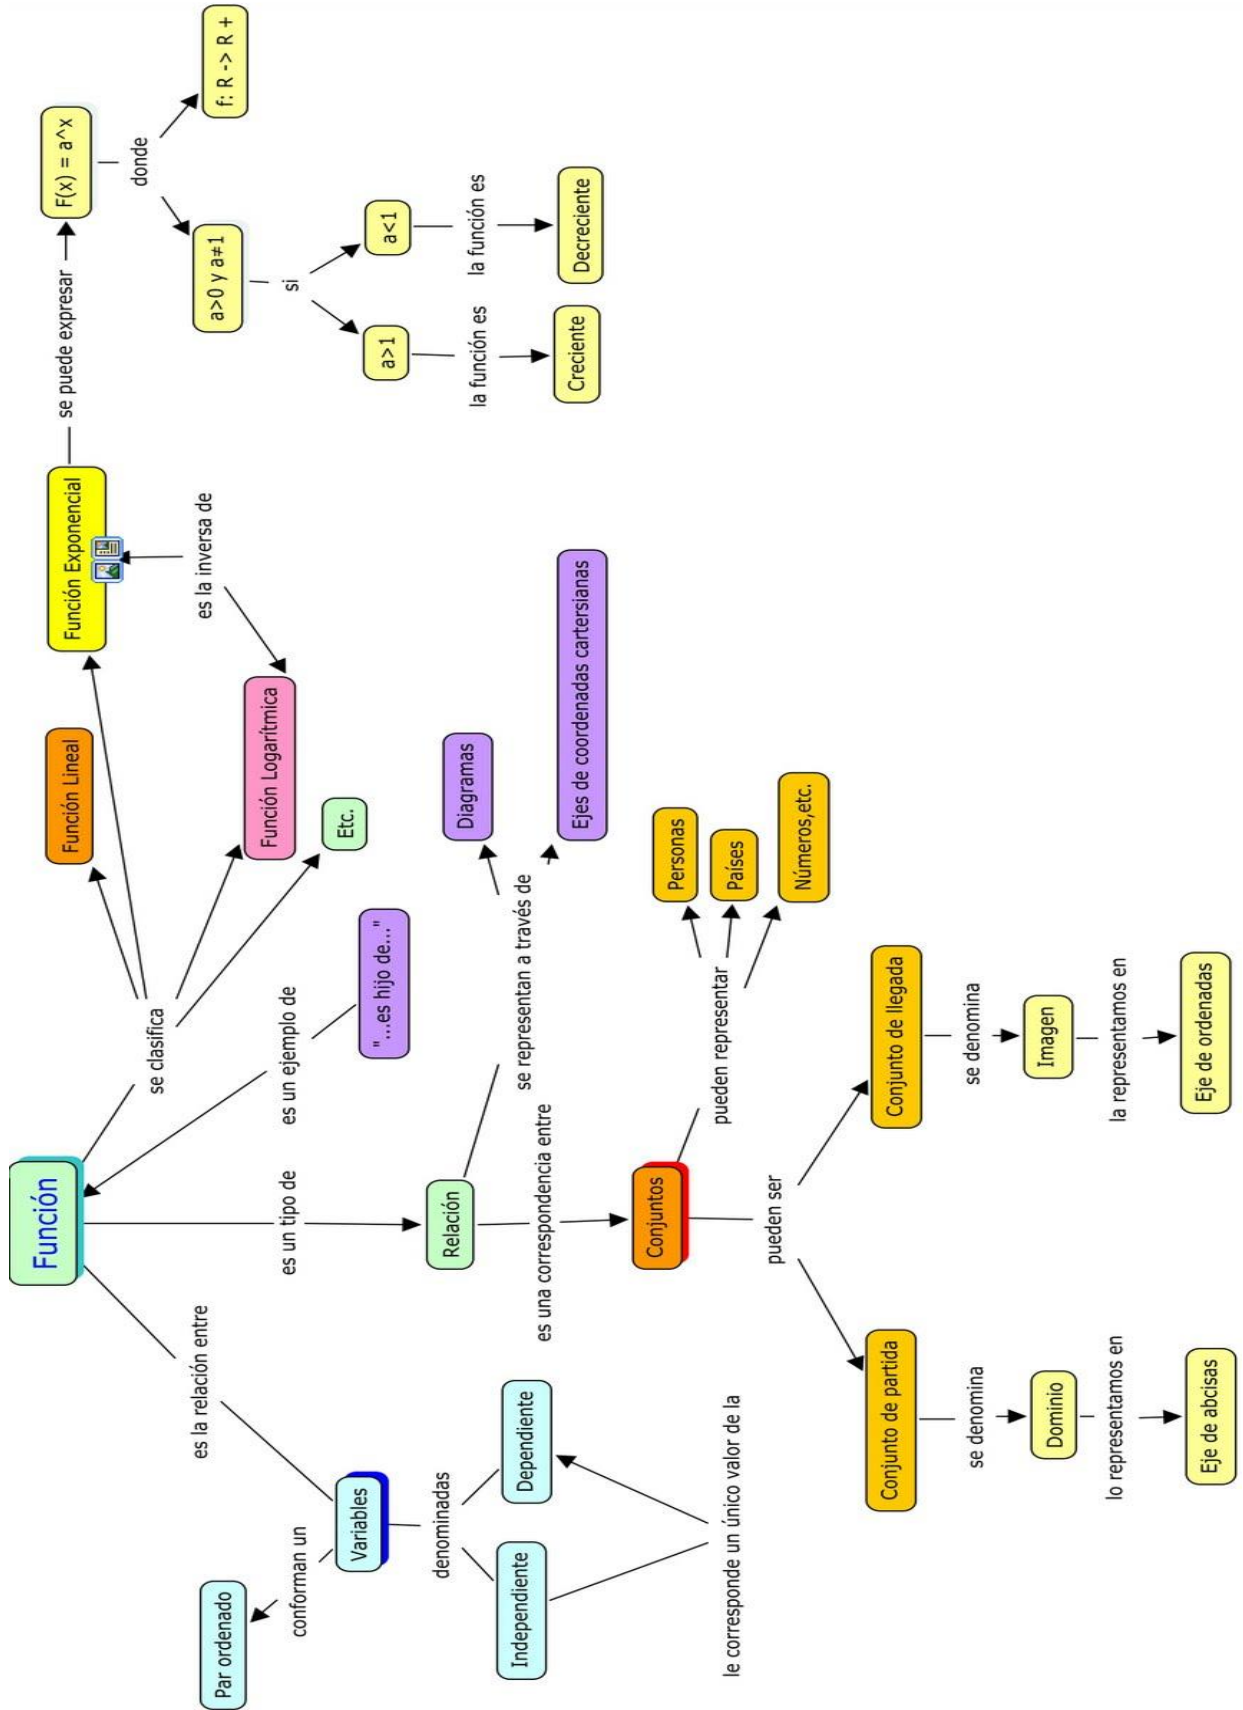 Función
se clasifica
Función Lineal
Función Exponencial
se puede expresar
F(x) = a^x
donde
f: R -> R +
a>0 y a≠1
si
a>1
a<1
la función es
la función es
Creciente
Decreciente
es la inversa de
Función Logarítmica
Etc.
es un ejemplo de
"...es hijo de..."
es la relación entre
Variables
conforman un
Par ordenado
denominadas
Independiente
Dependiente
le corresponde un único valor de la
es un tipo de
Relación
se representan a través de
Diagramas
Ejes de coordenadas cartersianas
es una correspondencia entre
Conjuntos
pueden representar
Personas
Países
Números,etc.
pueden ser
Conjunto de partida
Conjunto de llegada
se denomina
se denomina
Dominio
Imagen
lo representamos en
la representamos en
Eje de abcisas
Eje de ordenadas